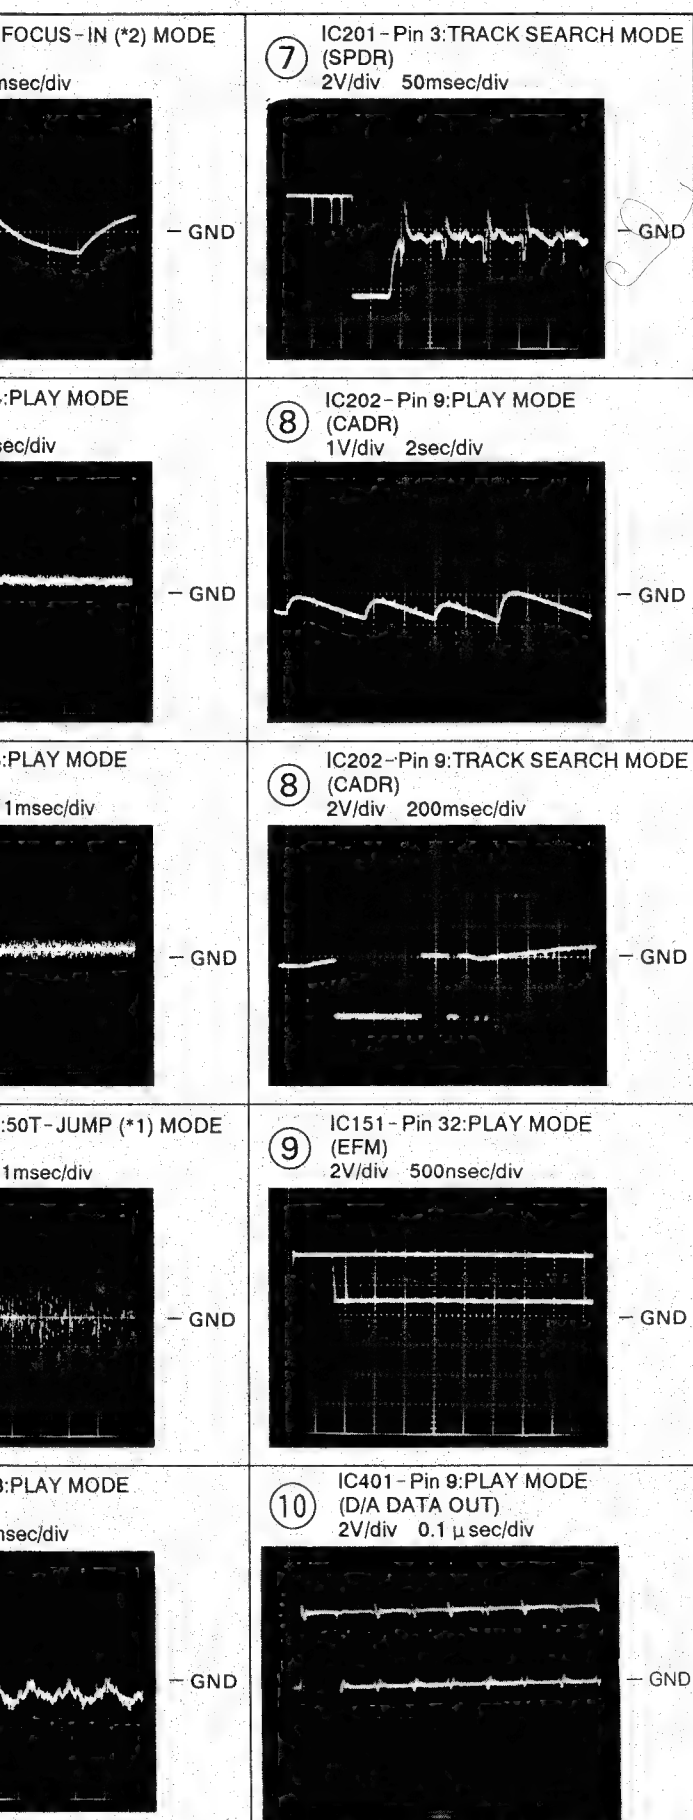 FOCUS-IN (*2) MODE
msec/div
GND
⑦ IC201-Pin 3:TRACK SEARCH MODE
(SPDR)
2V/div 50msec/div
GND
:PLAY MODE
sec/div
GND
⑧ IC202-Pin 9:PLAY MODE
(CADR)
1V/div 2sec/div
GND
:PLAY MODE
1msec/div
GND
⑧ IC202-Pin 9:TRACK SEARCH MODE
(CADR)
2V/div 200msec/div
GND
:50T-JUMP (*1) MODE
1msec/div
GND
⑨ IC151-Pin 32:PLAY MODE
(EFM)
2V/div 500nsec/div
GND
:PLAY MODE
msec/div
GND
⑩ IC401-Pin 9:PLAY MODE
(D/A DATA OUT)
2V/div 0.1 μsec/div
GND